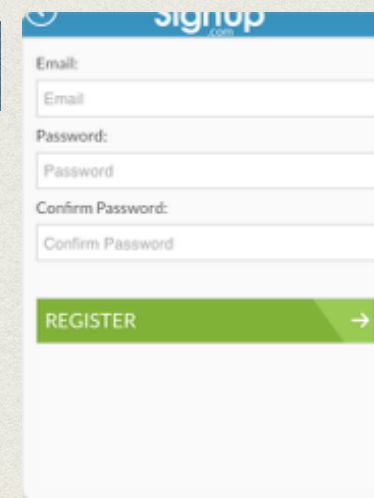 Signup
.com
Email:
Email
Password:
Password
Confirm Password:
Confirm Password
REGISTER